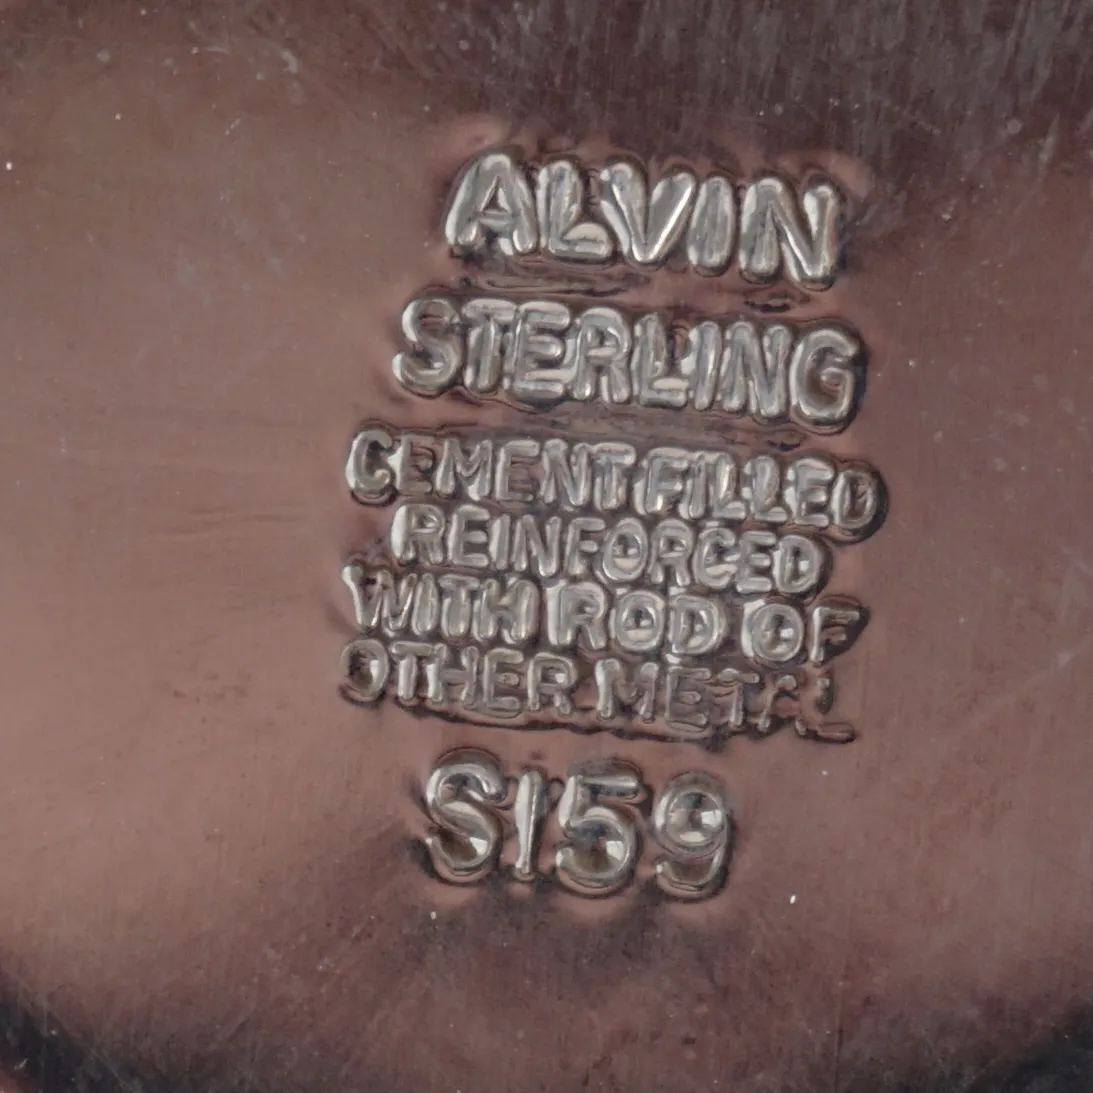 ALVIN
STERLING
CEMENT FILLED
REINFORCED
WITH ROD OF
OTHER METAL
S159